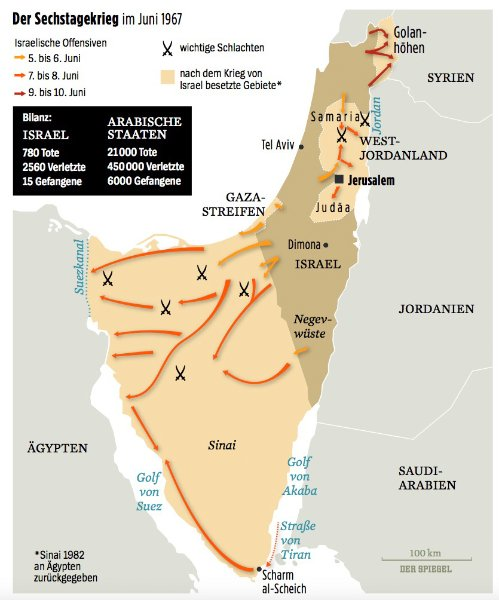 Der Sechstagekrieg im Juni 1967
Israelische Offensiven
5. bis 6. Juni
7. bis 8. Juni
9. bis 10. Juni
wichtige Schlachten
nach dem Krieg von
Israel besetzte Gebiete*
Bilanz:
ISRAEL
780 Tote
2560 Verletzte
15 Gefangene
ARABISCHE
STAATEN
21000 Tote
450000 Verletzte
6000 Gefangene
Golan-
höhen
SYRIEN
Samaria
Jordan
WEST-
JORDANLAND
Tel Aviv
Jerusalem
Judäa
GAZA-
STREIFEN
Dimona
ISRAEL
Suezkanal
JORDANIEN
Negev-
wüste
Sinai
ÄGYPTEN
Golf
von
Suez
Golf
von
Akaba
SAUDI-
ARABIEN
Straße
von
Tiran
*Sinai 1982
an Ägypten
zurückgegeben
Scharm
al-Scheich
100 km
DER SPIEGEL